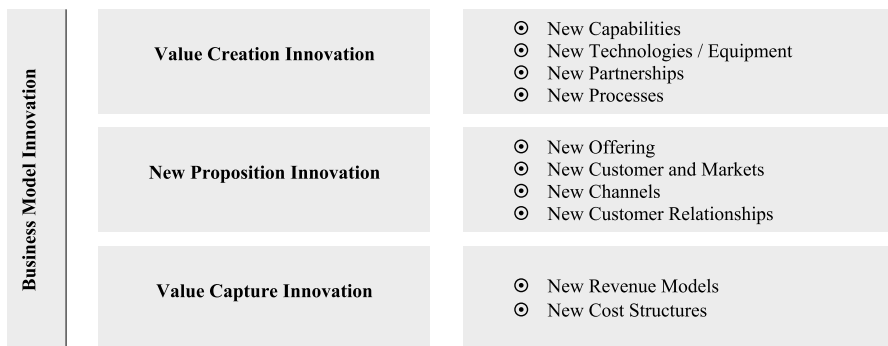 Business Model Innovation
Value Creation Innovation
New Capabilities
New Technologies / Equipment
New Partnerships
New Processes
New Proposition Innovation
New Offering
New Customer and Markets
New Channels
New Customer Relationships
Value Capture Innovation
New Revenue Models
New Cost Structures